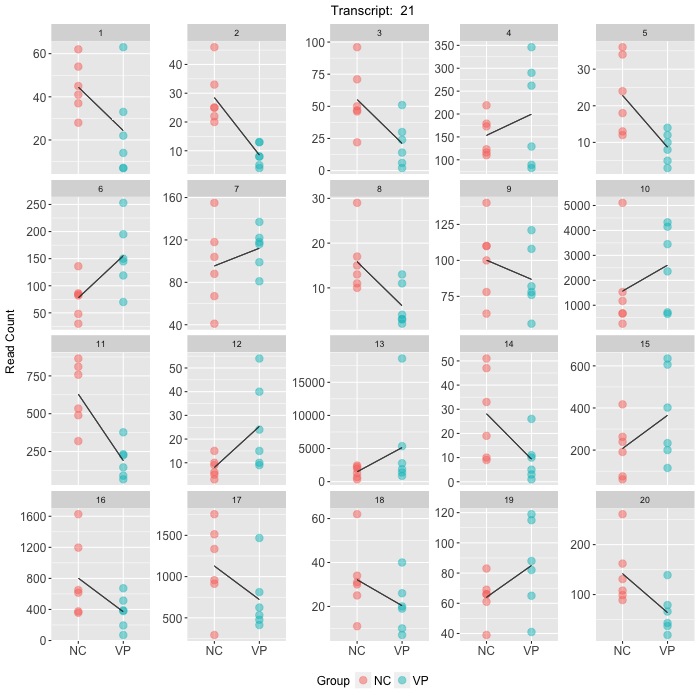 Transcript: 21
1 2 3 4 5
60 40 20
40 30 20 10
100 75 50 25 0
350 300 250 200 150 100
30 20 10
6 7 8 9 10
250 200 150 100 50
160 120 80 40
30 20 10
125 100 75
5000 4000 3000 2000 1000
Read Count
11 12 13 14 15
750 500 250
50 40 30 20 10
15000 10000 5000 0
50 40 30 20 10 0
600 400 200
16 17 18 19 20
1600 1200 800 400 0
1500 1000 500
60 40 20
120 100 80 60 40
200 100
NC VP NC VP NC VP NC VP NC VP
Group NC VP